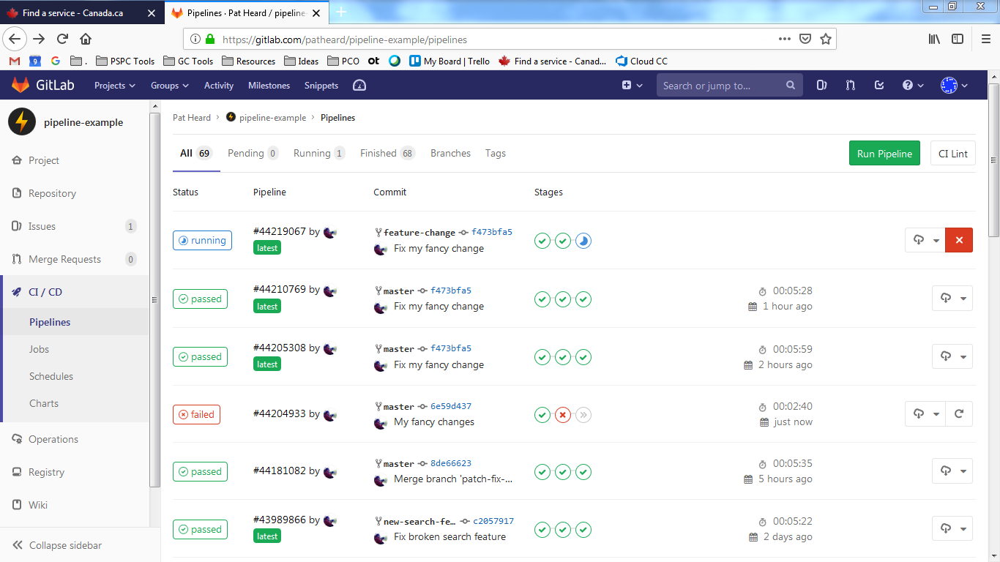 Find a service - Canada.ca
Pipelines · Pat Heard / pipeline-
https://gitlab.com/patheard/pipeline-example/pipelines
9 G . PSPC Tools GC Tools Resources Ideas PCO ot My Board | Trello Find a service - Canad... Cloud CC
GitLab Projects Groups Activity Milestones Snippets Search or jump to...
pipeline-example
Project
Repository
Issues 1
Merge Requests 0
CI / CD
Pipelines
Jobs
Schedules
Charts
Operations
Registry
Wiki
Collapse sidebar
Pat Heard › pipeline-example › Pipelines
All 69 Pending 0 Running 1 Finished 68 Branches Tags Run Pipeline CI Lint
Status Pipeline Commit Stages
running #44219067 by feature-change f473bfa5
latest Fix my fancy change
passed #44210769 by master f473bfa5 00:05:28
latest Fix my fancy change 1 hour ago
passed #44205308 by master f473bfa5 00:05:59
latest Fix my fancy change 2 hours ago
failed #44204933 by master 6e59d437 00:02:40
My fancy changes just now
passed #44181082 by master 8de66623 00:05:35
Merge branch 'patch-fix-... 5 hours ago
passed #43989866 by new-search-fe… c2057917 00:05:22
latest Fix broken search feature 2 days ago